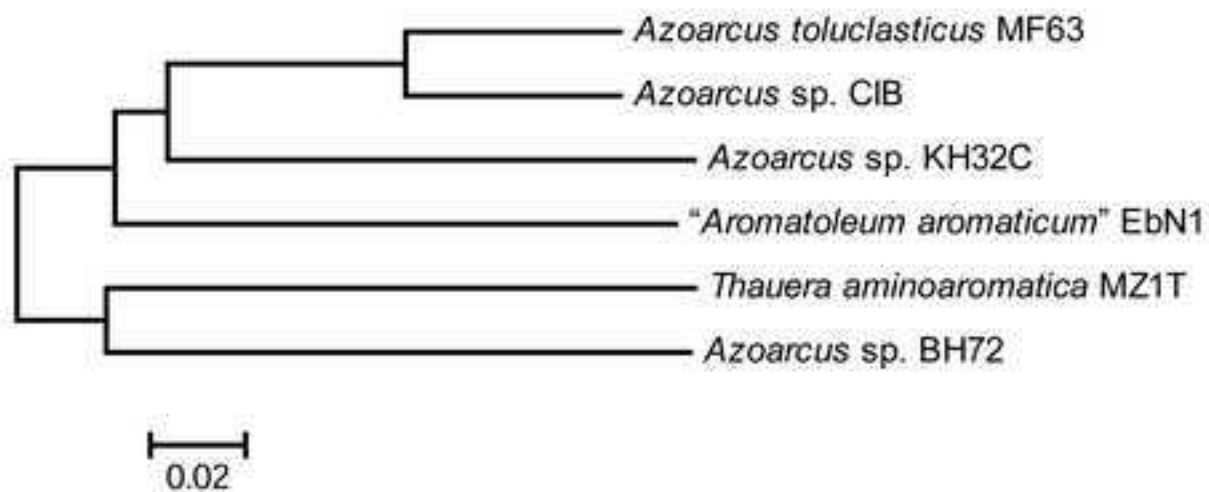 Azoarcus toluclasticus MF63
Azoarcus sp. CIB
Azoarcus sp. KH32C
“Aromatoleum aromaticum” EbN1
Thauera aminoaromatica MZ1T
Azoarcus sp. BH72
0.02